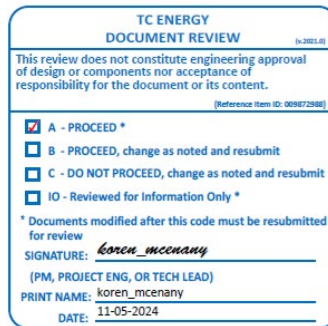 TC ENERGY
DOCUMENT REVIEW
(v.2021.0)
This review does not constitute engineering approval
of design or components nor acceptance of
responsibility for the document or its content.
(Reference Item ID: 009872988)
A - PROCEED *
B - PROCEED, change as noted and resubmit
C - DO NOT PROCEED, change as noted and resubmit
IO - Reviewed for Information Only *
* Documents modified after this code must be resubmitted
for review
SIGNATURE: koren_mcenany
(PM, PROJECT ENG, OR TECH LEAD)
PRINT NAME: koren_mcenany
DATE: 11-05-2024